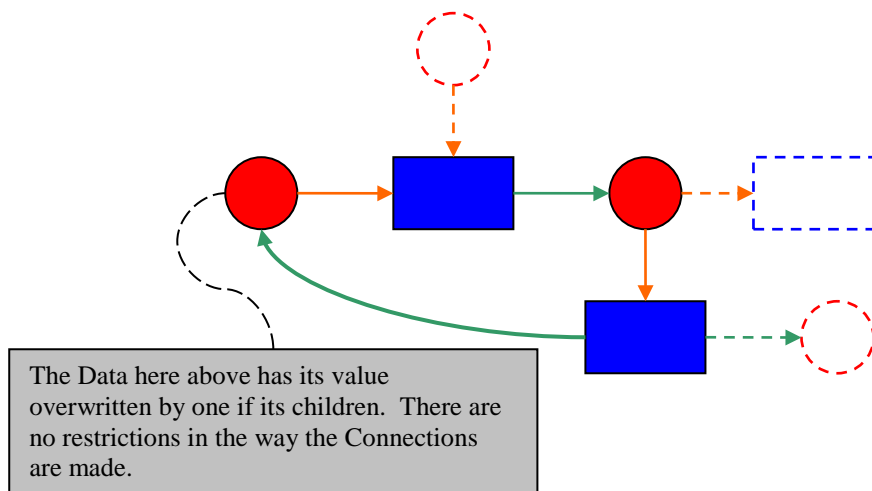 The Data here above has its value
overwritten by one if its children.  There are
no restrictions in the way the Connections
are made.